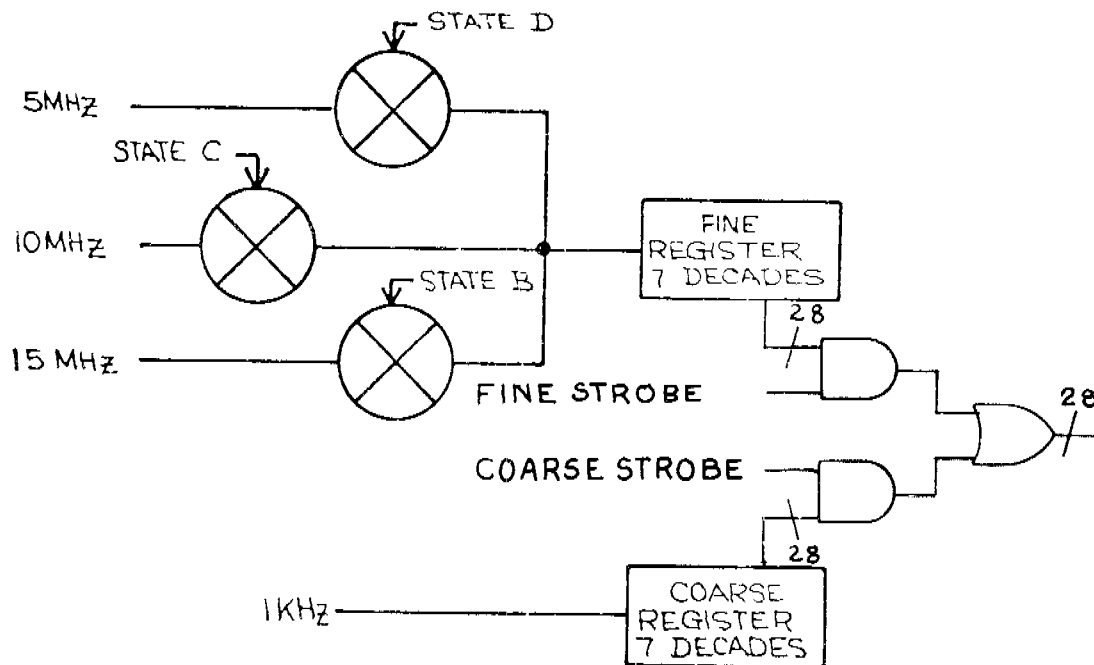 STATE D
5MHZ
STATE C
10MHZ
FINE
REGISTER
7 DECADES
STATE B
28
15 MHZ
FINE STROBE
28
COARSE STROBE
28
COARSE
REGISTER
7 DECADES
1KHZ